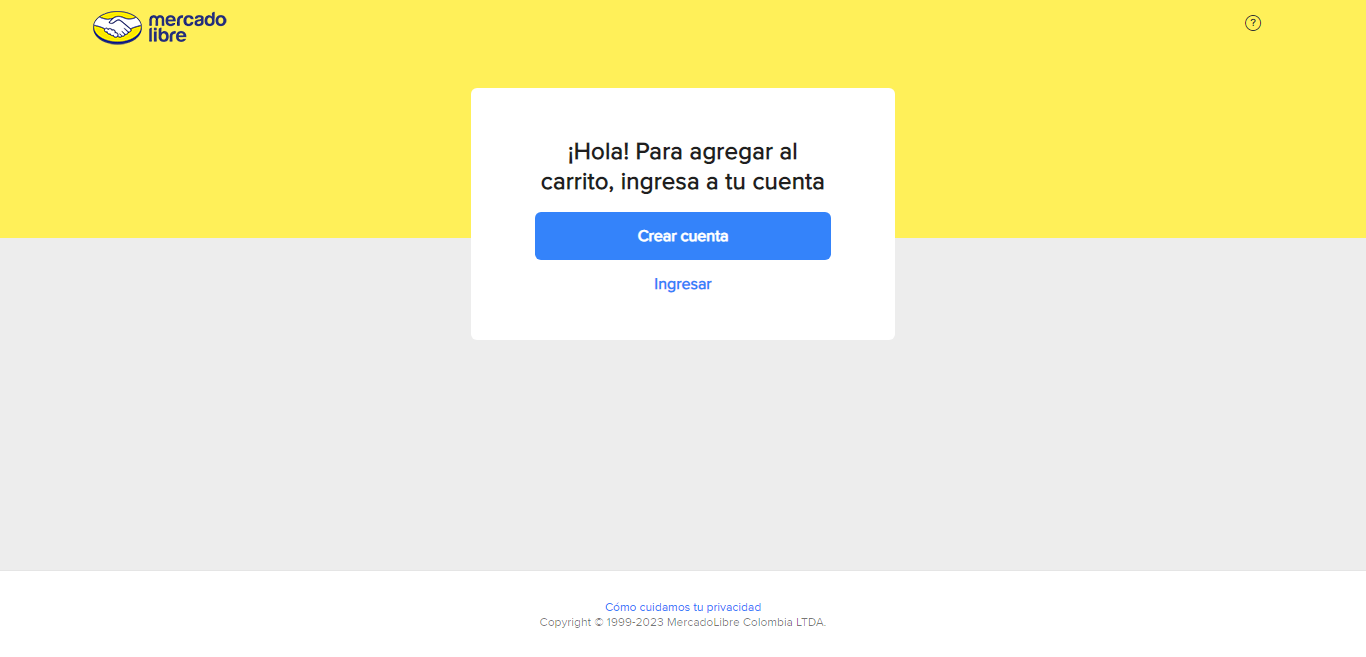 mercado
libre
?
¡Hola! Para agregar al
carrito, ingresa a tu cuenta
Crear cuenta
Ingresar
Cómo cuidamos tu privacidad
Copyright © 1999-2023 MercadoLibre Colombia LTDA.